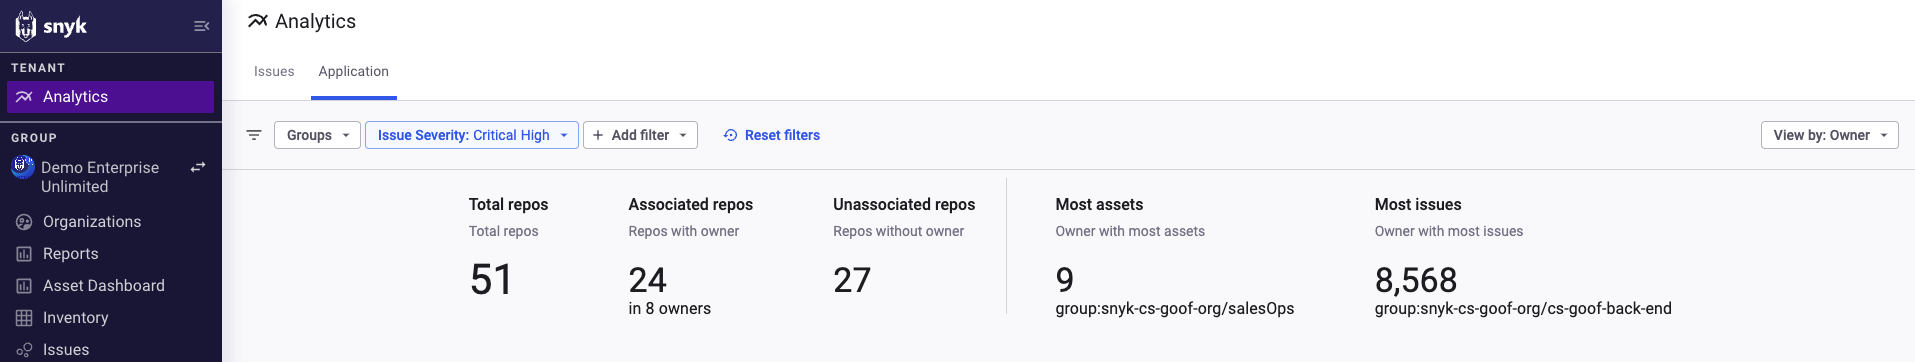 snyk
TENANT
Analytics
GROUP
Demo Enterprise
Unlimited
Organizations
Reports
Asset Dashboard
Inventory
Issues
Analytics
Issues
Application
Groups
Issue Severity: Critical High
+ Add filter
Reset filters
View by: Owner
Total repos
Total repos
51
Associated repos
Repos with owner
24
in 8 owners
Unassociated repos
Repos without owner
27
Most assets
Owner with most assets
9
group:snyk-cs-goof-org/salesOps
Most issues
Owner with most issues
8,568
group:snyk-cs-goof-org/cs-goof-back-end